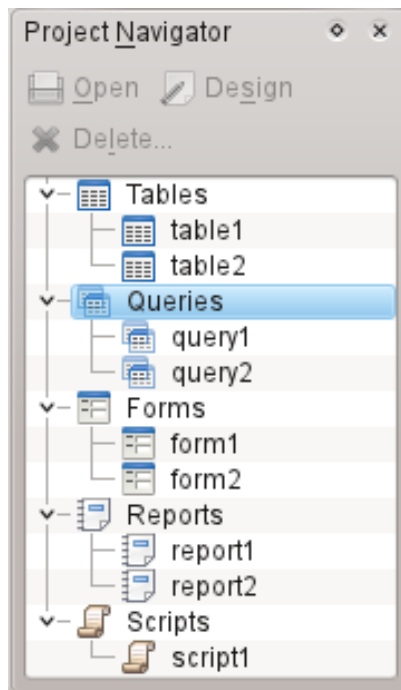 Project Navigator
Open Design
Delete...
Tables
table1
table2
Queries
query1
query2
Forms
form1
form2
Reports
report1
report2
Scripts
script1